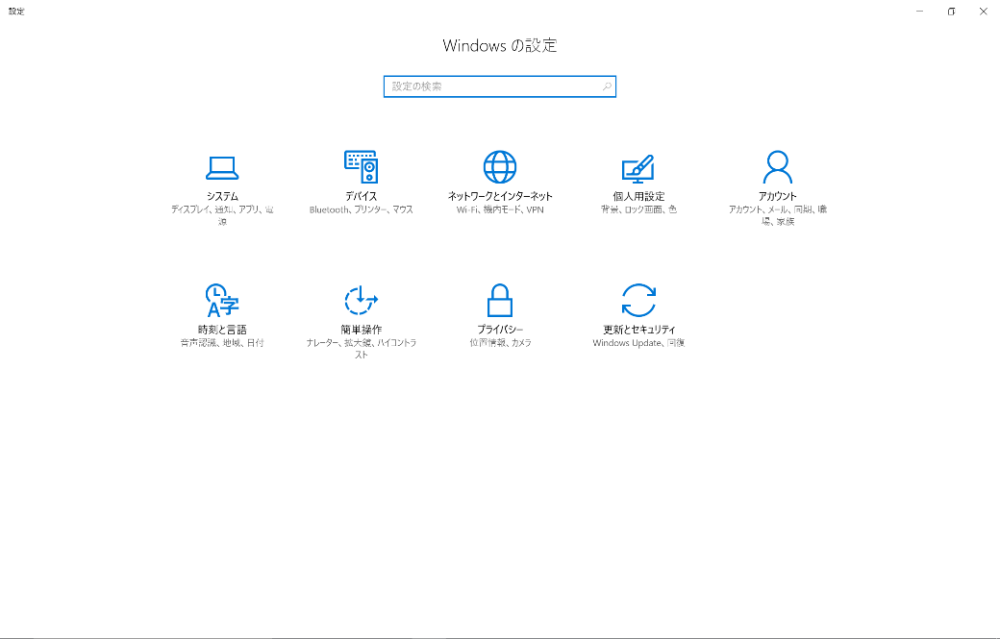 設定
Windows の設定
設定の検索
システム
ディスプレイ、通知、アプリ、電
源
デバイス
Bluetooth、プリンター、マウス
ネットワークとインターネット
Wi-Fi、機内モード、VPN
個人用設定
背景、ロック画面、色
アカウント
アカウント、メール、同期、職
場、家族
時刻と言語
音声認識、地域、日付
簡単操作
ナレーター、拡大鏡、ハイコントラ
スト
プライバシー
位置情報、カメラ
更新とセキュリティ
Windows Update、回復